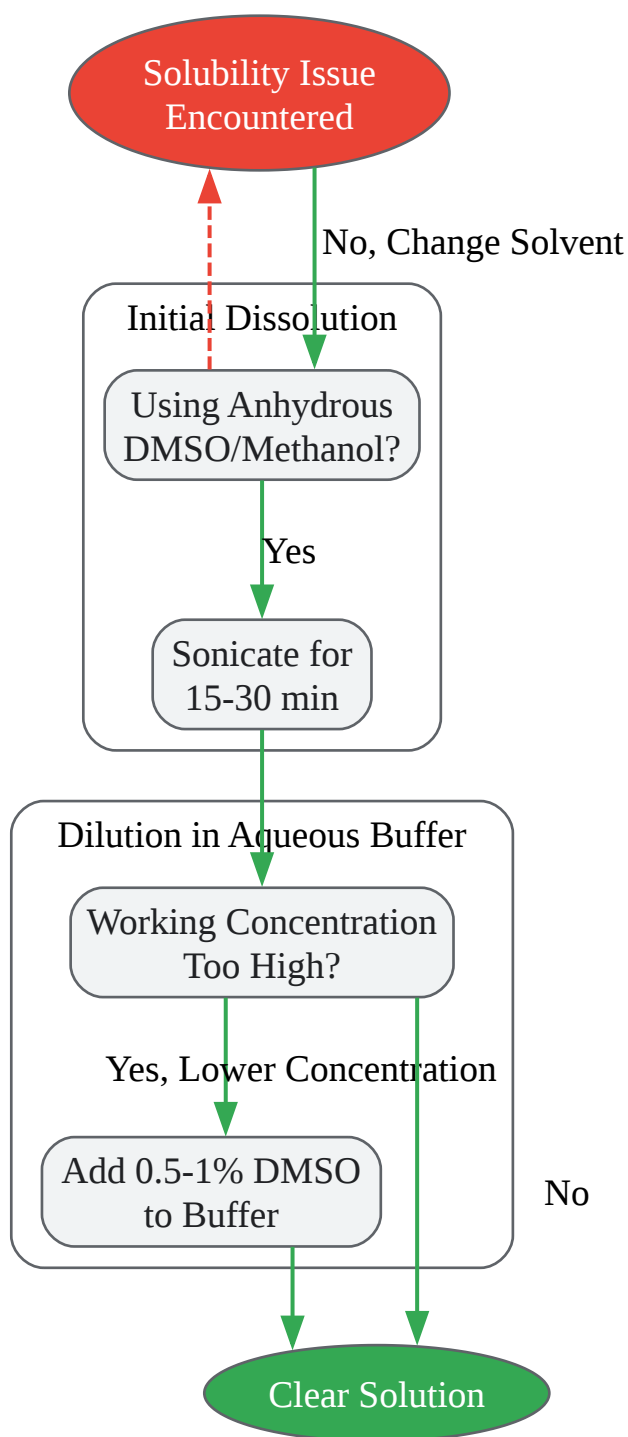 Solubility Issue
Encountered
No, Change Solvent
Initial Dissolution
Using Anhydrous
DMSO/Methanol?
Yes
Sonicate for
15-30 min
Dilution in Aqueous Buffer
Working Concentration
Too High?
Yes, Lower Concentration
Add 0.5-1% DMSO
to Buffer
No
Clear Solution